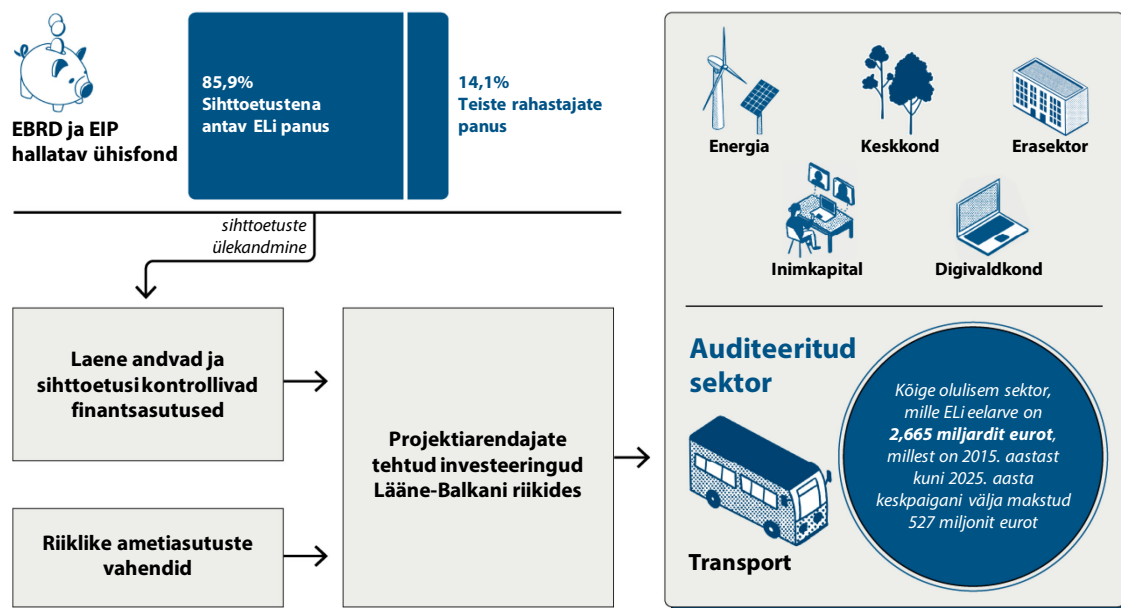 EBRD ja EIP
hallatav ühisfond
85,9%
Sihttoetustena
antav ELi panus
14,1%
Teiste rahastajate
panus
sihttoetuste
ülekandmine
Laene andvad ja
sihttoetusi kontrollivad
finantsasutused
Riiklike ametiasutuste
vahendid
Projektiarendajate
tehtud investeeringud
Lääne-Balkani riikides
Energia
Keskkond
Erasektor
Inimkapital
Digivaldkond
Auditeeritud
sektor
Transport
Kõige olulisem sektor,
mille ELi eelarve on
2,665 miljardit eurot,
millest on 2015. aastast
kuni 2025. aasta
keskpaigani välja makstud
527 miljonit eurot